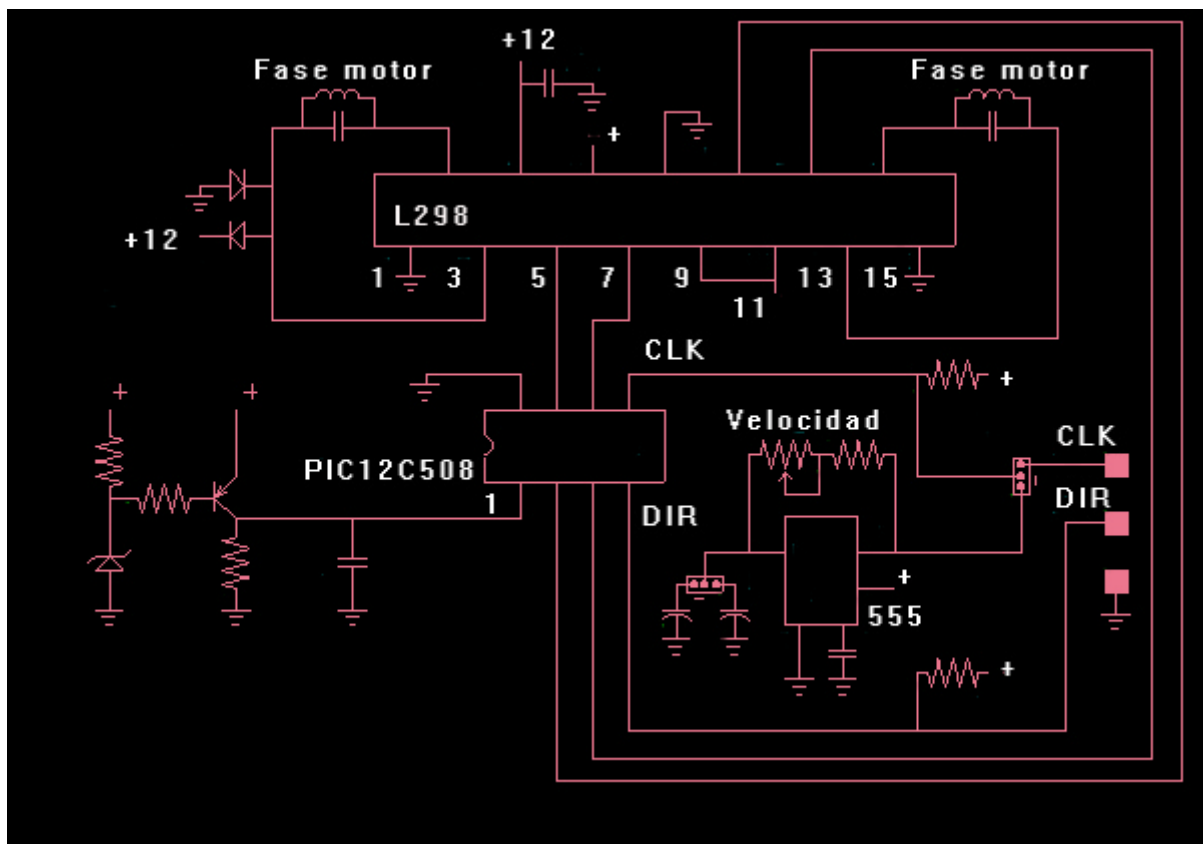 +12
Fase motor
Fase motor
+
L298
+12
1 3 5 7 9 11 13 15
CLK
+
+ +
Velocidad
CLK
PIC12C508
1
DIR
DIR
+
555
+